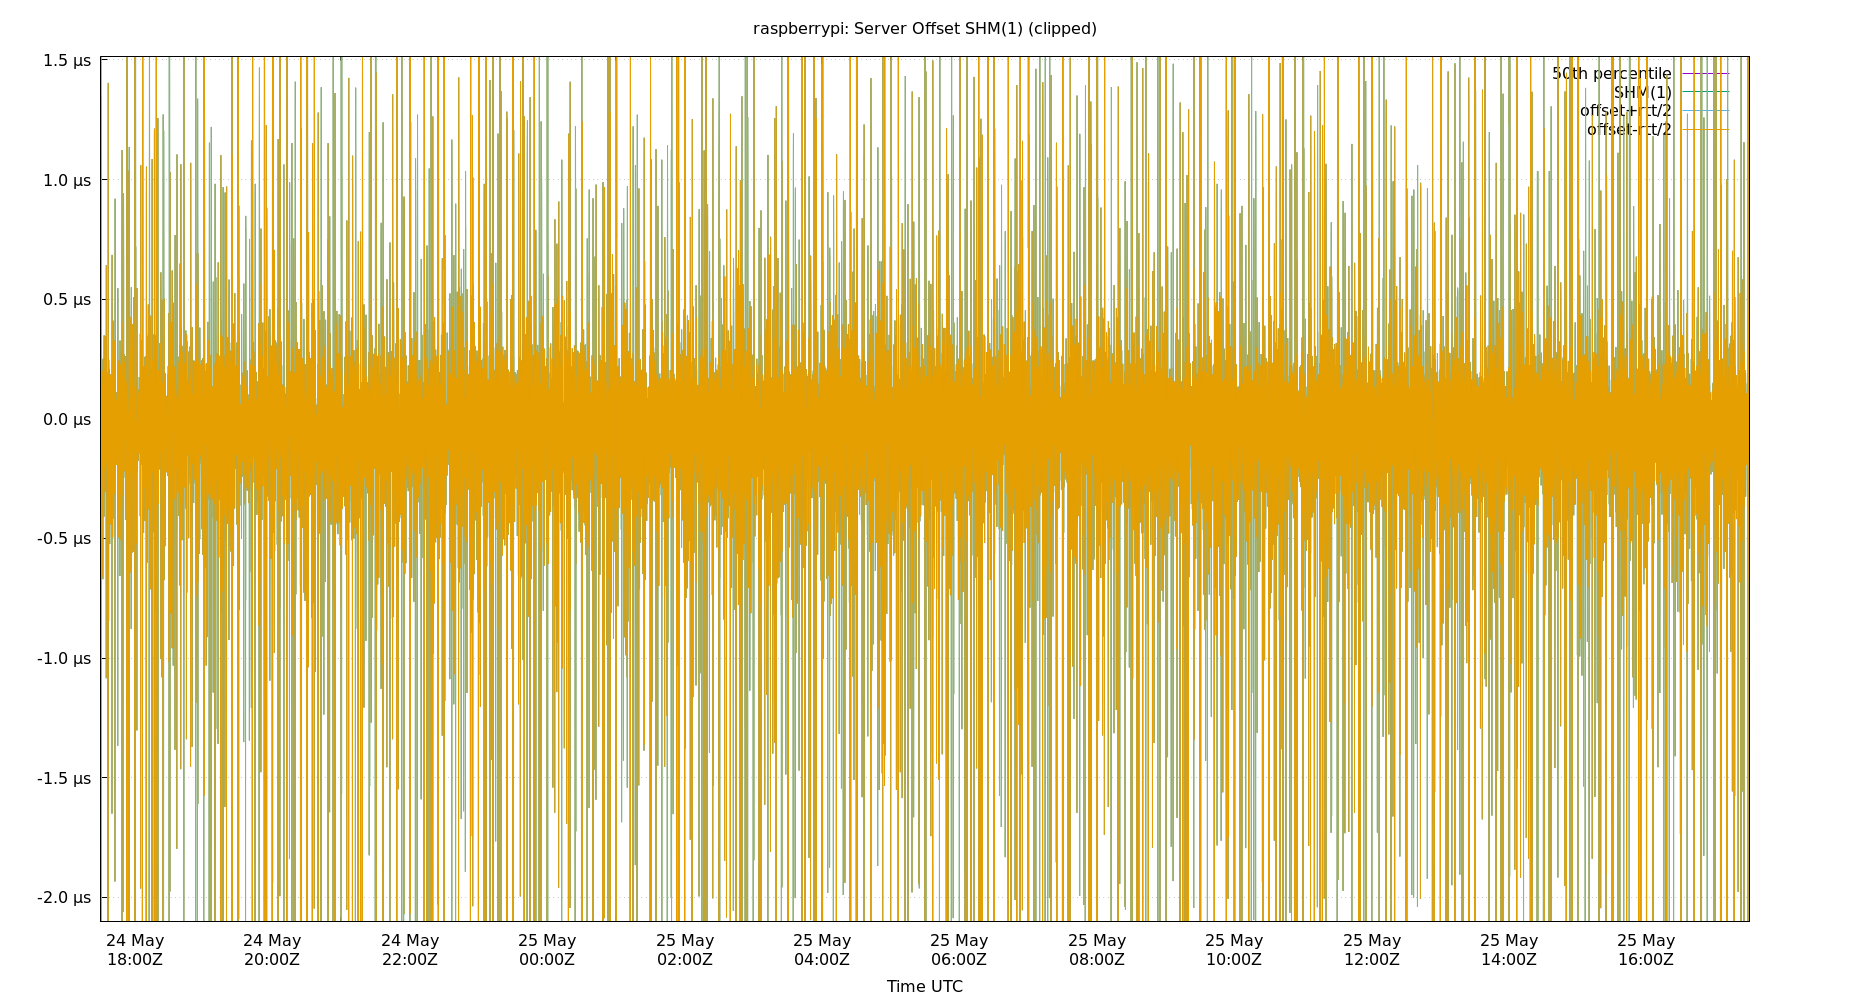 raspberrypi: Server Offset SHM(1) (clipped)
1.5 µs
1.0 µs
0.5 µs
0.0 µs
-0.5 µs
-1.0 µs
-1.5 µs
-2.0 µs
50th percentile
SHM(1)
offset+rtt/2
offset-rtt/2
24 May 24 May 24 May 25 May 25 May 25 May 25 May 25 May 25 May 25 May 25 May 25 May
18:00Z 20:00Z 22:00Z 00:00Z 02:00Z 04:00Z 06:00Z 08:00Z 10:00Z 12:00Z 14:00Z 16:00Z
Time UTC